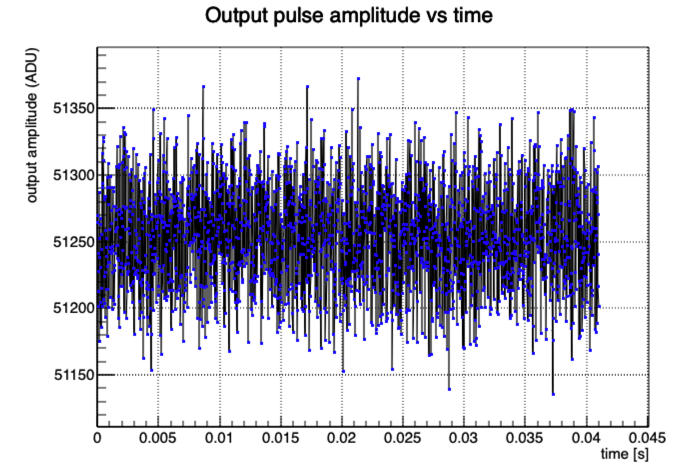 Output pulse amplitude vs time
output amplitude (ADU)
51350
51300
51250
51200
51150
0 0.005 0.01 0.015 0.02 0.025 0.03 0.035 0.04 0.045
time [s]